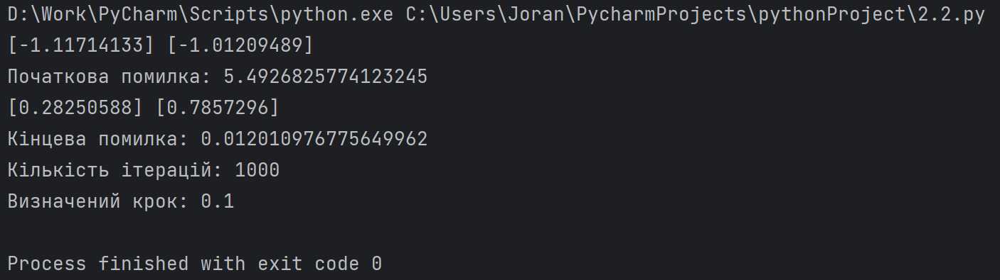 D:\Work\PyCharm\Scripts\python.exe C:\Users\Joran\PycharmProjects\pythonProject\2.2.py
[-1.11714133] [-1.01209489]
Початкова помилка: 5.4926825774123245
[0.28250588] [0.7857296]
Кінцева помилка: 0.012010976775649962
Кількість ітерацій: 1000
Визначений крок: 0.1
Process finished with exit code 0